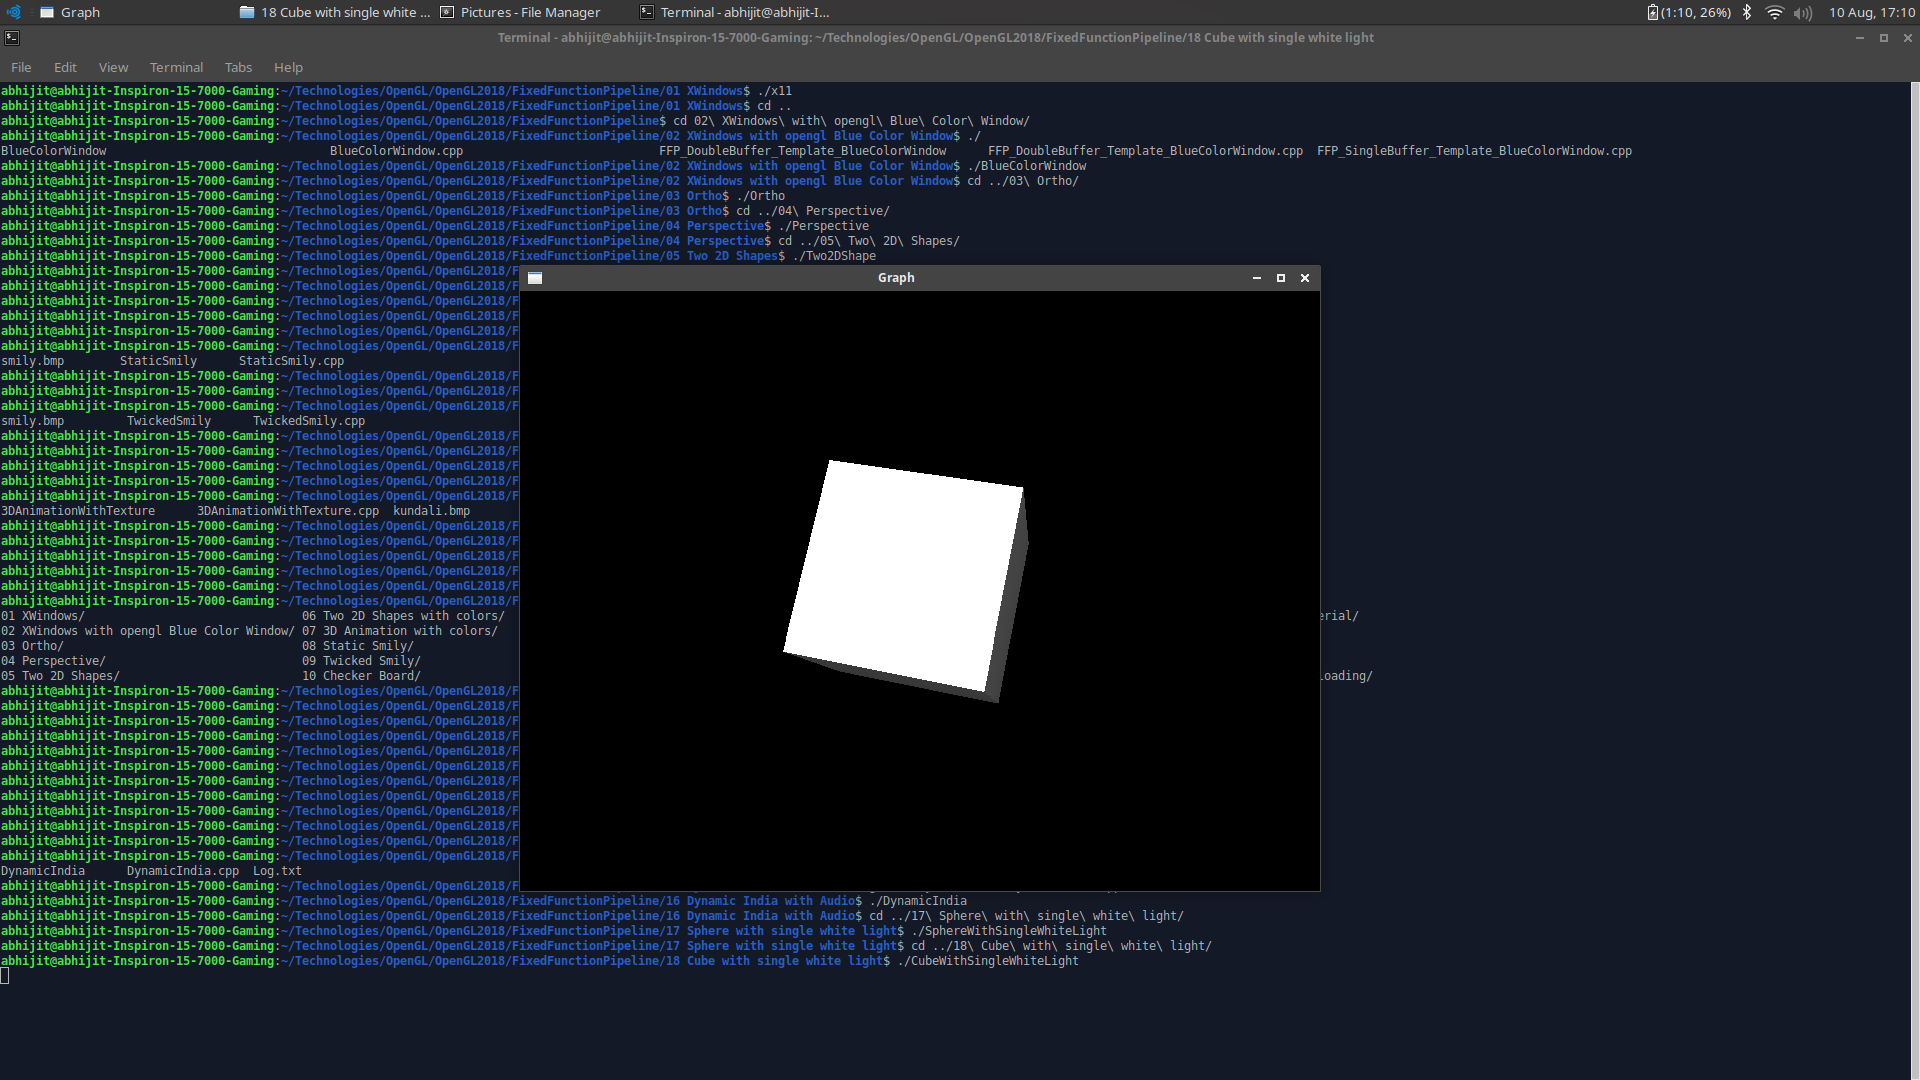 Graph
18 Cube with single white ...
Pictures - File Manager
Terminal - abhijit@abhijit-I...
(1:10, 26%)
10 Aug, 17:10
Terminal - abhijit@abhijit-Inspiron-15-7000-Gaming: ~/Technologies/OpenGL/OpenGL2018/FixedFunctionPipeline/18 Cube with single white light
File Edit View Terminal Tabs Help
abhijit@abhijit-Inspiron-15-7000-Gaming:~/Technologies/OpenGL/OpenGL2018/FixedFunctionPipeline/01 XWindows$ ./x11
abhijit@abhijit-Inspiron-15-7000-Gaming:~/Technologies/OpenGL/OpenGL2018/FixedFunctionPipeline/01 XWindows$ cd ..
abhijit@abhijit-Inspiron-15-7000-Gaming:~/Technologies/OpenGL/OpenGL2018/FixedFunctionPipeline$ cd 02\ XWindows\ with\ opengl\ Blue\ Color\ Window/
abhijit@abhijit-Inspiron-15-7000-Gaming:~/Technologies/OpenGL/OpenGL2018/FixedFunctionPipeline/02 XWindows with opengl Blue Color Window$ ./
BlueColorWindow BlueColorWindow.cpp FFP_DoubleBuffer_Template_BlueColorWindow FFP_DoubleBuffer_Template_BlueColorWindow.cpp FFP_SingleBuffer_Template_BlueColorWindow.cpp
abhijit@abhijit-Inspiron-15-7000-Gaming:~/Technologies/OpenGL/OpenGL2018/FixedFunctionPipeline/02 XWindows with opengl Blue Color Window$ ./BlueColorWindow
abhijit@abhijit-Inspiron-15-7000-Gaming:~/Technologies/OpenGL/OpenGL2018/FixedFunctionPipeline/02 XWindows with opengl Blue Color Window$ cd ../03\ Ortho/
abhijit@abhijit-Inspiron-15-7000-Gaming:~/Technologies/OpenGL/OpenGL2018/FixedFunctionPipeline/03 Ortho$ ./Ortho
abhijit@abhijit-Inspiron-15-7000-Gaming:~/Technologies/OpenGL/OpenGL2018/FixedFunctionPipeline/03 Ortho$ cd ../04\ Perspective/
abhijit@abhijit-Inspiron-15-7000-Gaming:~/Technologies/OpenGL/OpenGL2018/FixedFunctionPipeline/04 Perspective$ ./Perspective
abhijit@abhijit-Inspiron-15-7000-Gaming:~/Technologies/OpenGL/OpenGL2018/FixedFunctionPipeline/04 Perspective$ cd ../05\ Two\ 2D\ Shapes/
abhijit@abhijit-Inspiron-15-7000-Gaming:~/Technologies/OpenGL/OpenGL2018/FixedFunctionPipeline/05 Two 2D Shapes$ ./Two2DShape
Graph
abhijit@abhijit-Inspiron-15-7000-Gaming:~/Technologies/OpenGL/OpenGL2018/F
abhijit@abhijit-Inspiron-15-7000-Gaming:~/Technologies/OpenGL/OpenGL2018/F
abhijit@abhijit-Inspiron-15-7000-Gaming:~/Technologies/OpenGL/OpenGL2018/F
abhijit@abhijit-Inspiron-15-7000-Gaming:~/Technologies/OpenGL/OpenGL2018/F
abhijit@abhijit-Inspiron-15-7000-Gaming:~/Technologies/OpenGL/OpenGL2018/F
abhijit@abhijit-Inspiron-15-7000-Gaming:~/Technologies/OpenGL/OpenGL2018/F
smily.bmp StaticSmily StaticSmily.cpp
abhijit@abhijit-Inspiron-15-7000-Gaming:~/Technologies/OpenGL/OpenGL2018/F
abhijit@abhijit-Inspiron-15-7000-Gaming:~/Technologies/OpenGL/OpenGL2018/F
abhijit@abhijit-Inspiron-15-7000-Gaming:~/Technologies/OpenGL/OpenGL2018/F
smily.bmp TwickedSmily TwickedSmily.cpp
abhijit@abhijit-Inspiron-15-7000-Gaming:~/Technologies/OpenGL/OpenGL2018/F
abhijit@abhijit-Inspiron-15-7000-Gaming:~/Technologies/OpenGL/OpenGL2018/F
abhijit@abhijit-Inspiron-15-7000-Gaming:~/Technologies/OpenGL/OpenGL2018/F
abhijit@abhijit-Inspiron-15-7000-Gaming:~/Technologies/OpenGL/OpenGL2018/F
abhijit@abhijit-Inspiron-15-7000-Gaming:~/Technologies/OpenGL/OpenGL2018/F
3DAnimationWithTexture 3DAnimationWithTexture.cpp kundali.bmp
abhijit@abhijit-Inspiron-15-7000-Gaming:~/Technologies/OpenGL/OpenGL2018/F
abhijit@abhijit-Inspiron-15-7000-Gaming:~/Technologies/OpenGL/OpenGL2018/F
abhijit@abhijit-Inspiron-15-7000-Gaming:~/Technologies/OpenGL/OpenGL2018/F
abhijit@abhijit-Inspiron-15-7000-Gaming:~/Technologies/OpenGL/OpenGL2018/F
abhijit@abhijit-Inspiron-15-7000-Gaming:~/Technologies/OpenGL/OpenGL2018/F
abhijit@abhijit-Inspiron-15-7000-Gaming:~/Technologies/OpenGL/OpenGL2018/F
01 XWindows/ 06 Two 2D Shapes with colors/ erial/
02 XWindows with opengl Blue Color Window/ 07 3D Animation with colors/
03 Ortho/ 08 Static Smily/
04 Perspective/ 09 Twicked Smily/
05 Two 2D Shapes/ 10 Checker Board/ oading/
abhijit@abhijit-Inspiron-15-7000-Gaming:~/Technologies/OpenGL/OpenGL2018/F
abhijit@abhijit-Inspiron-15-7000-Gaming:~/Technologies/OpenGL/OpenGL2018/F
abhijit@abhijit-Inspiron-15-7000-Gaming:~/Technologies/OpenGL/OpenGL2018/F
abhijit@abhijit-Inspiron-15-7000-Gaming:~/Technologies/OpenGL/OpenGL2018/F
abhijit@abhijit-Inspiron-15-7000-Gaming:~/Technologies/OpenGL/OpenGL2018/F
abhijit@abhijit-Inspiron-15-7000-Gaming:~/Technologies/OpenGL/OpenGL2018/F
abhijit@abhijit-Inspiron-15-7000-Gaming:~/Technologies/OpenGL/OpenGL2018/F
abhijit@abhijit-Inspiron-15-7000-Gaming:~/Technologies/OpenGL/OpenGL2018/F
abhijit@abhijit-Inspiron-15-7000-Gaming:~/Technologies/OpenGL/OpenGL2018/F
abhijit@abhijit-Inspiron-15-7000-Gaming:~/Technologies/OpenGL/OpenGL2018/F
abhijit@abhijit-Inspiron-15-7000-Gaming:~/Technologies/OpenGL/OpenGL2018/F
abhijit@abhijit-Inspiron-15-7000-Gaming:~/Technologies/OpenGL/OpenGL2018/F
DynamicIndia DynamicIndia.cpp Log.txt
abhijit@abhijit-Inspiron-15-7000-Gaming:~/Technologies/OpenGL/OpenGL2018/F
abhijit@abhijit-Inspiron-15-7000-Gaming:~/Technologies/OpenGL/OpenGL2018/FixedFunctionPipeline/16 Dynamic India with Audio$ ./DynamicIndia
abhijit@abhijit-Inspiron-15-7000-Gaming:~/Technologies/OpenGL/OpenGL2018/FixedFunctionPipeline/16 Dynamic India with Audio$ cd ../17\ Sphere\ with\ single\ white\ light/
abhijit@abhijit-Inspiron-15-7000-Gaming:~/Technologies/OpenGL/OpenGL2018/FixedFunctionPipeline/17 Sphere with single white light$ ./SphereWithSingleWhiteLight
abhijit@abhijit-Inspiron-15-7000-Gaming:~/Technologies/OpenGL/OpenGL2018/FixedFunctionPipeline/17 Sphere with single white light$ cd ../18\ Cube\ with\ single\ white\ light/
abhijit@abhijit-Inspiron-15-7000-Gaming:~/Technologies/OpenGL/OpenGL2018/FixedFunctionPipeline/18 Cube with single white light$ ./CubeWithSingleWhiteLight